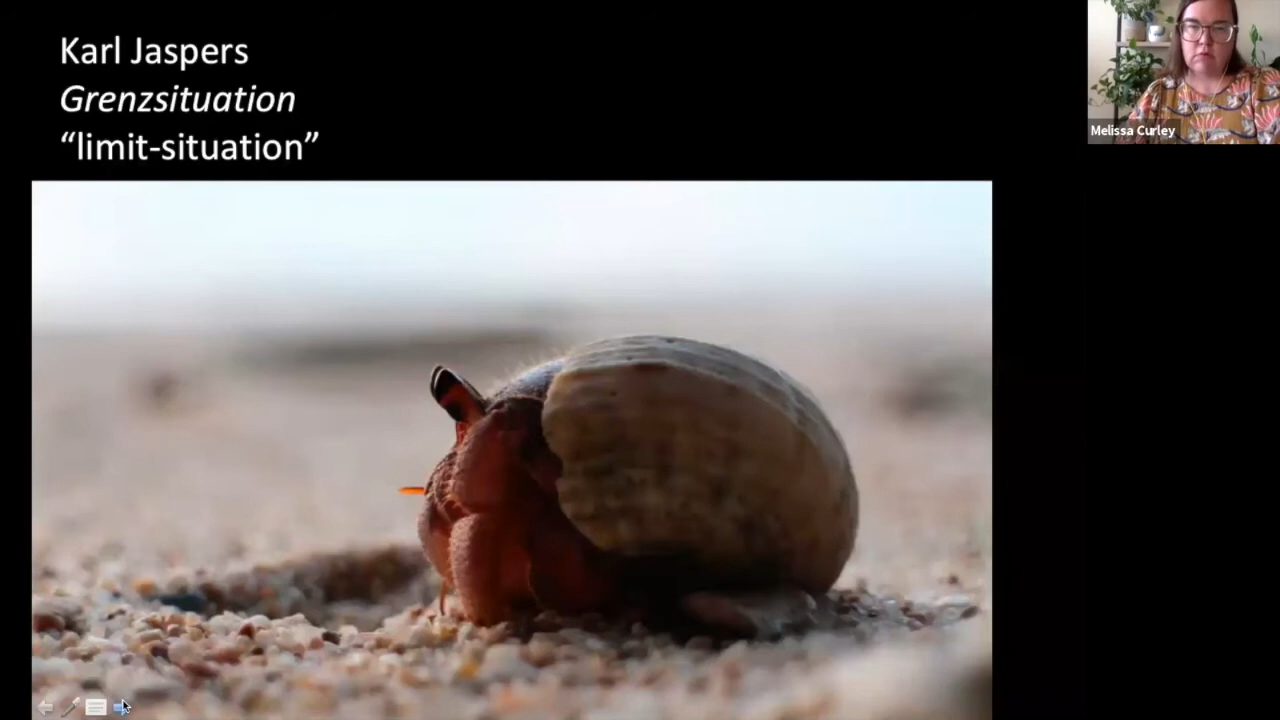 Karl Jaspers
Grenzsituation
“limit-situation”
Melissa Curley